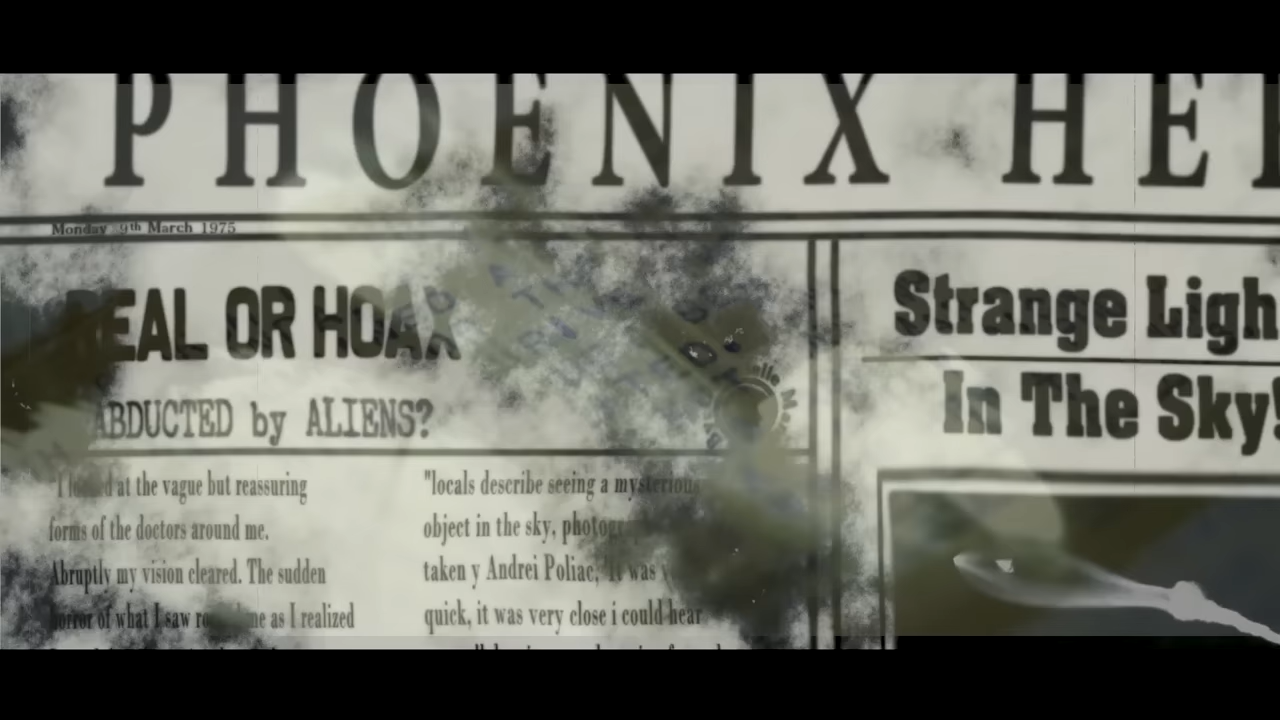 PHOENIX HE
Monday 9th March 1975
REAL OR HOAX
ABDUCTED by ALIENS?
"I looked at the vague but reassuring
forms of the doctors around me.
Abruptly my vision cleared. The sudden
horror of what I saw me as I realized
"locals describe seeing a mysterious
object in the sky,
taken y Andrei Poliac, It was
quick, it was very close i could hear
Strange Ligh
In The Sky!